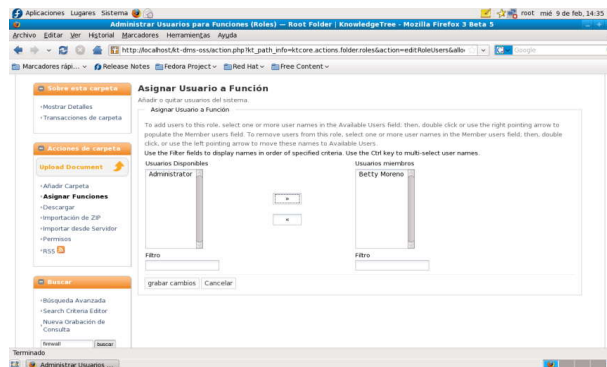 Aplicaciones Lugares Sistema root mié 9 de feb, 14:35
Administrar Usuarios para Funciones (Roles) — Root Folder | KnowledgeTree - Mozilla Firefox 3 Beta 5
Archivo Editar Ver Historial Marcadores Herramientas Ayuda
http://localhost/kt-dms-oss/action.php?kt_path_info=ktcore.actions.folder.roles&action=editRoleUsers&allo
Google
Marcadores rápi... Release Notes Fedora Project Red Hat Free Content
Sobre esta carpeta
Mostrar Detalles
Transacciones de carpeta
Acciones de carpeta
Upload Document
Añadir Carpeta
Asignar Funciones
Descargar
Importación de ZIP
Importar desde Servidor
Permisos
RSS
Buscar
Búsqueda Avanzada
Search Criteria Editor
Nueva Grabación de
Consulta
firewall buscar
Asignar Usuario a Función
Añadir o quitar usuarios del sistema.
Asignar Usuario a Función
To add users to this role, select one or more user names in the Available Users field; then, double click or use the right pointing arrow to
populate the Member users field. To remove users from this role, select one or more user names in the Member users field; then, double
click, or use the left pointing arrow to move these names to Available Users.
Use the Filter fields to display names in order of specified criteria. Use the Ctrl key to multi-select user names.
Usuarios Disponibles Usuarios miembros
Administrator Betty Moreno
»
«
Filtro Filtro
grabar cambios Cancelar
Terminado
Administrar Usuarios ...